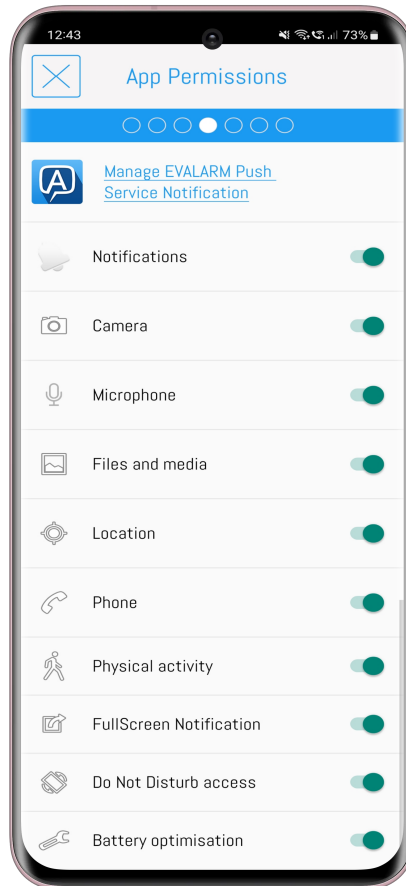 12:43
73%
App Permissions
Manage EVALARM Push
Service Notification
Notifications
Camera
Microphone
Files and media
Location
Phone
Physical activity
FullScreen Notification
Do Not Disturb access
Battery optimisation